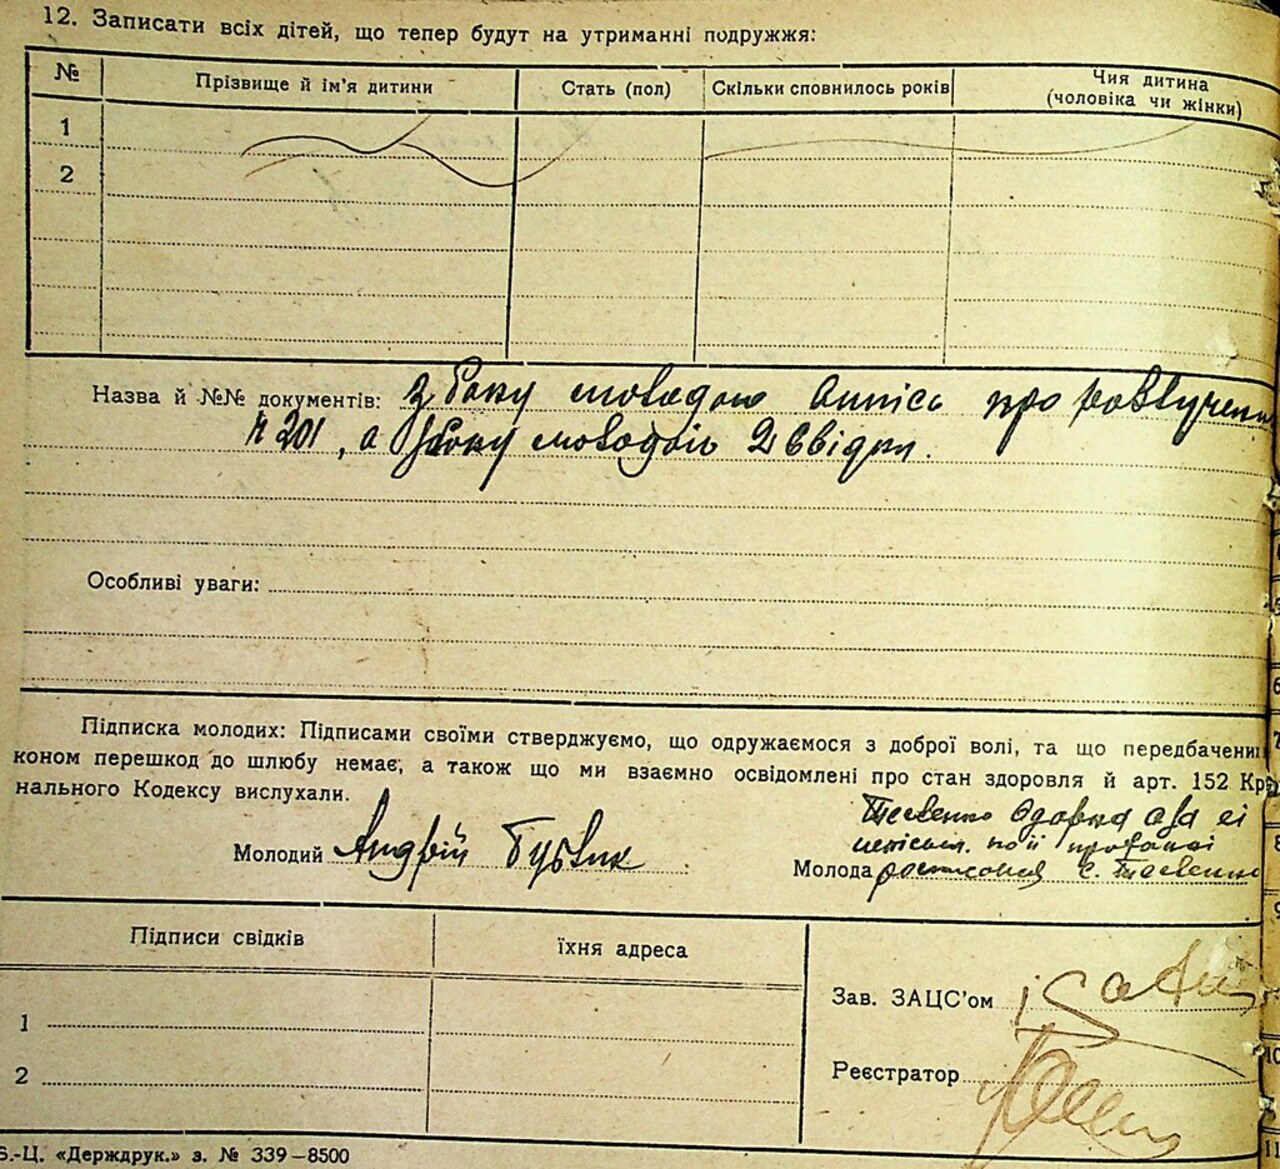 12. Записати всіх дітей, що тепер будут на утриманні подружжя:
№ Прізвище й ім'я дитини Стать (пол) Скільки сповнилось років Чия дитина
(чоловіка чи жінки)
1
2
Назва й №№ документів: З боку молодого випіс про
№ 201, а з боку молодої 2 свідки.
Особливі уваги:
Підписка молодих: Підписами своїми стверджуємо, що одружаємося з доброї волі, та що передбачени
коном перешкод до шлюбу немає, а також що ми взаємно освідомлені про стан здоровля й арт. 152 Кр
нального Кодексу вислухали.
Молодий Андрій
Молода
Підписи свідків їхня адреса
Зав. ЗАЦС'ом
1
Реєстратор
2
Б.-Ц. «Держдрук.» з. № 339—8500
10
11